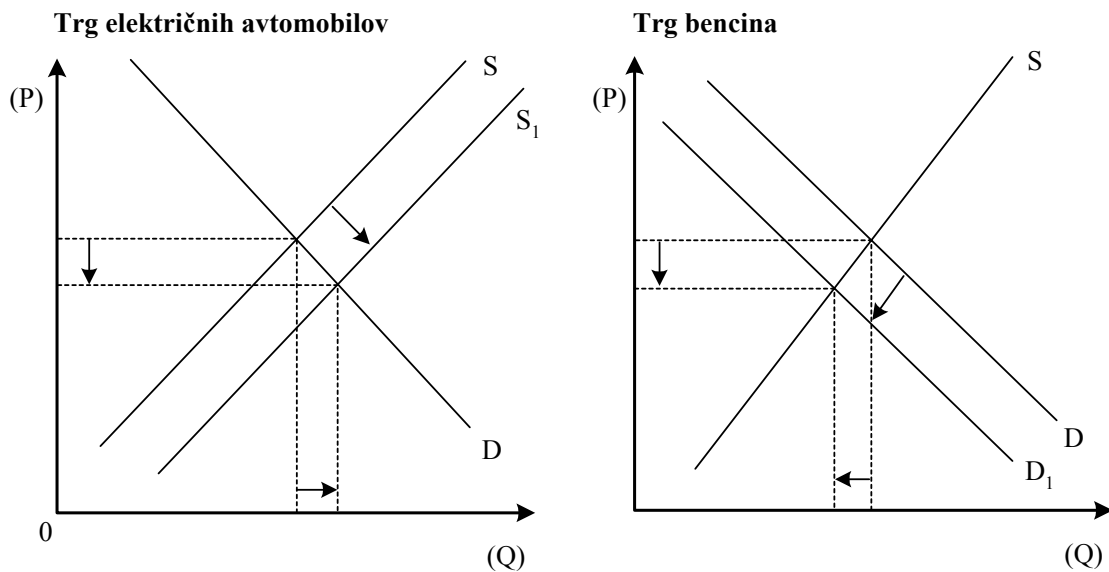 Trg električnih avtomobilov
(P)
S
S₁
D
0
(Q)
Trg bencina
(P)
S
D
D₁
(Q)